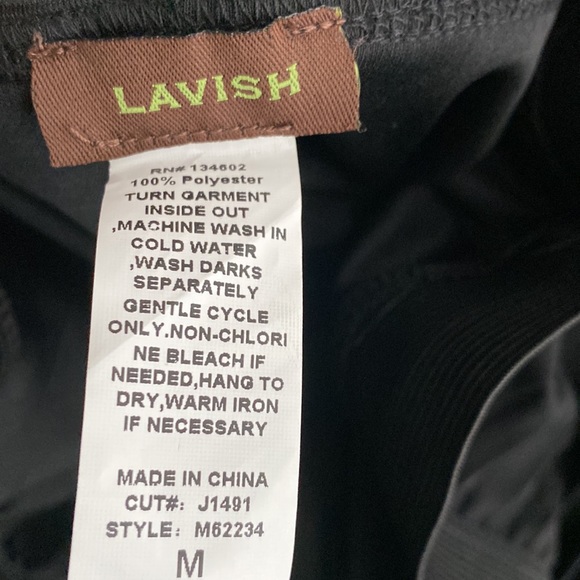 LAVISH
RN# 134602
100% Polyester
TURN GARMENT
INSIDE OUT
,MACHINE WASH IN
COLD WATER
,WASH DARKS
SEPARATELY
GENTLE CYCLE
ONLY.NON-CHLORI
NE BLEACH IF
NEEDED,HANG TO
DRY,WARM IRON
IF NECESSARY
MADE IN CHINA
CUT#: J1491
STYLE: M62234
M